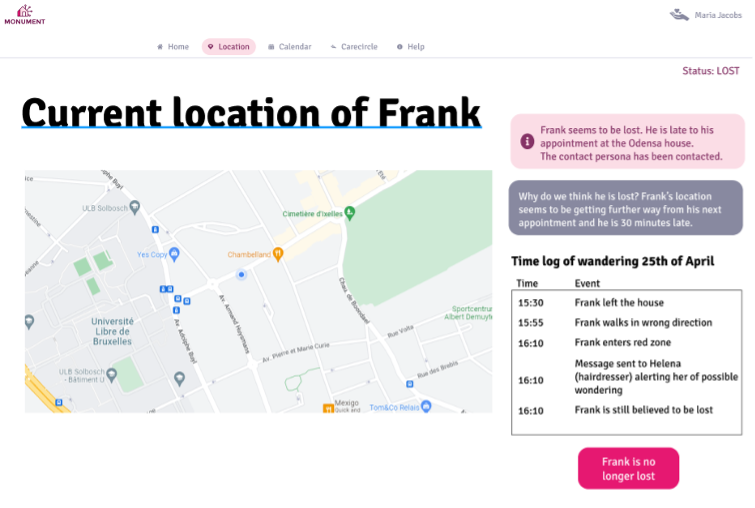 MONUMENT
Maria Jacobs
Home Location Calendar Carecircle Help
Status: LOST
Current location of Frank
Frank seems to be lost. He is late to his
appointment at the Odensa house.
The contact persona has been contacted.
Why do we think he is lost? Frank's location
seems to be getting further way from his next
appointment and he is 30 minutes late.
Time log of wandering 25th of April
Time Event
15:30 Frank left the house
15:55 Frank walks in wrong direction
16:10 Frank enters red zone
16:10 Message sent to Helena
(hairdresser) alerting her of possible
wondering
16:10 Frank is still believed to be lost
Frank is no
longer lost
ULB Solbosch
Cimetière d'Ixelles
Yes Copy
Chambelland
Chaus. de Boondael
Université
Libre de
Bruxelles
Av. Adolphe Buyl
Av. Armand Huysmans
Sportcentru
Albert Demuyte
Rue Volta
Av. Pierre et Marie Curie
Rue des Brebis
ULB Solbosch
- Bâtiment U
Mexigo
Quick and
Tom&Co Relais